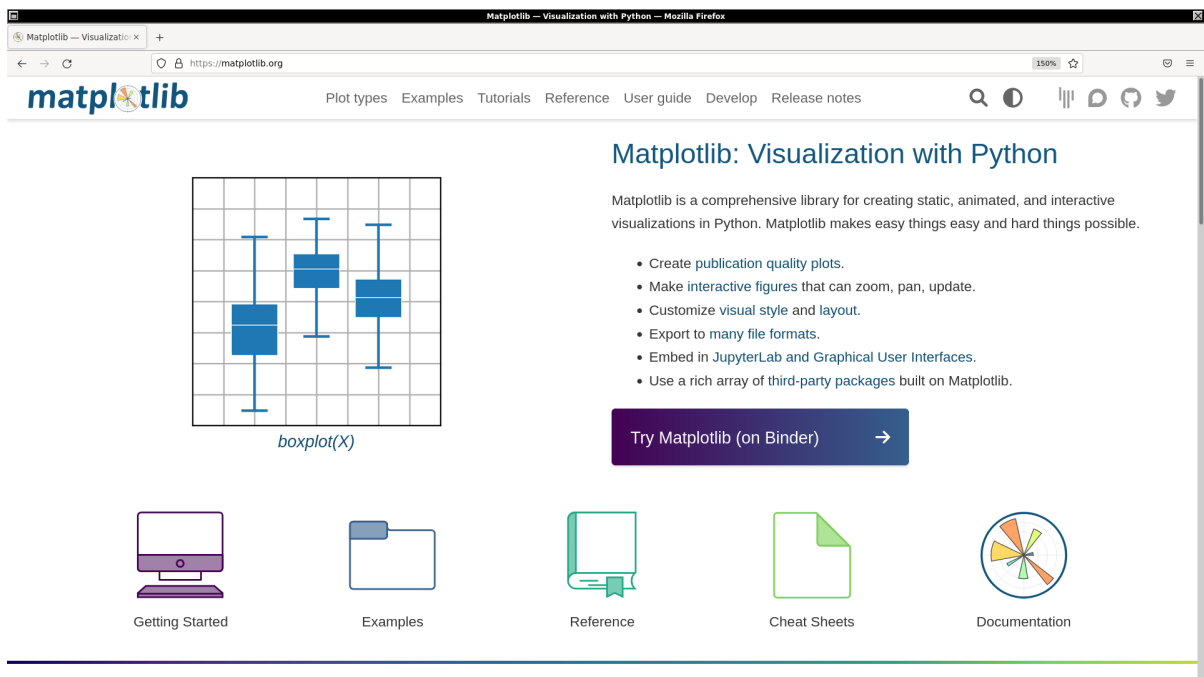 Matplotlib — Visualization with Python — Mozilla Firefox
Matplotlib — Visualizatio
https://matplotlib.org
150%
matplotlib
Plot types Examples Tutorials Reference User guide Develop Release notes
Matplotlib: Visualization with Python
Matplotlib is a comprehensive library for creating static, animated, and interactive
visualizations in Python. Matplotlib makes easy things easy and hard things possible.
• Create publication quality plots.
• Make interactive figures that can zoom, pan, update.
• Customize visual style and layout.
• Export to many file formats.
• Embed in JupyterLab and Graphical User Interfaces.
• Use a rich array of third-party packages built on Matplotlib.
boxplot(X)
Try Matplotlib (on Binder)
Getting Started
Examples
Reference
Cheat Sheets
Documentation